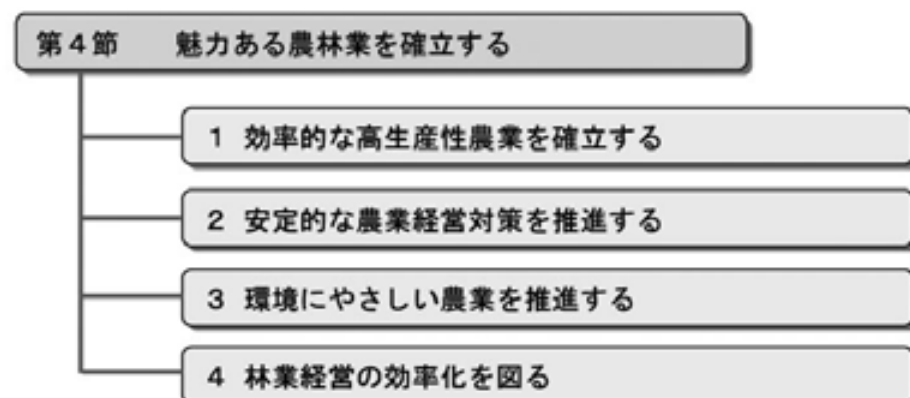 第４節　魅力ある農林業を確立する
１ 効率的な高生産性農業を確立する
２ 安定的な農業経営対策を推進する
３ 環境にやさしい農業を推進する
４ 林業経営の効率化を図る